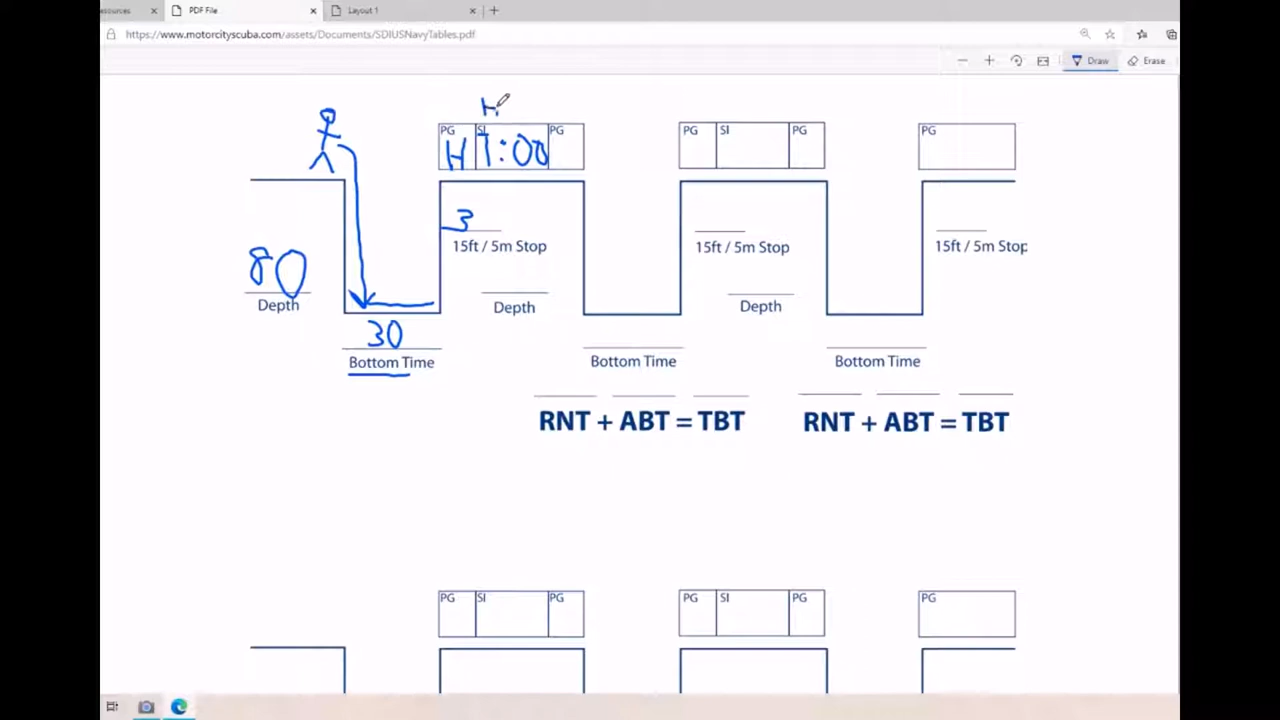 esources PDF File Layout 1
https://www.motorcityscuba.com/assets/Documents/SDIUSNavyTables.pdf
Draw Erase
PG SI PG PG SI PG PG
H 1:00
3
15ft / 5m Stop 15ft / 5m Stop 15ft / 5m Stop
80
Depth Depth Depth
30
Bottom Time Bottom Time Bottom Time
RNT + ABT = TBT RNT + ABT = TBT
PG SI PG PG SI PG PG